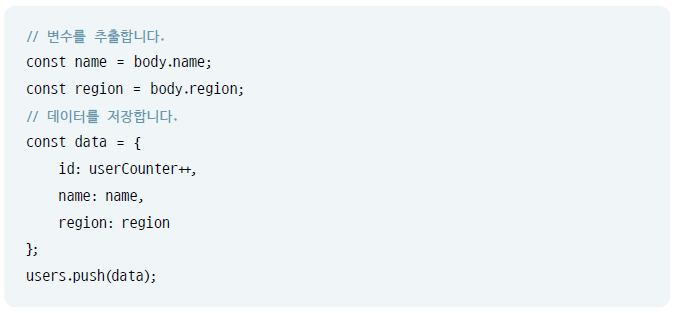 // 변수를 추출합니다.
const name = body.name;
const region = body.region;
// 데이터를 저장합니다.
const data = {
    id: userCounter++,
    name: name,
    region: region
};
users.push(data);